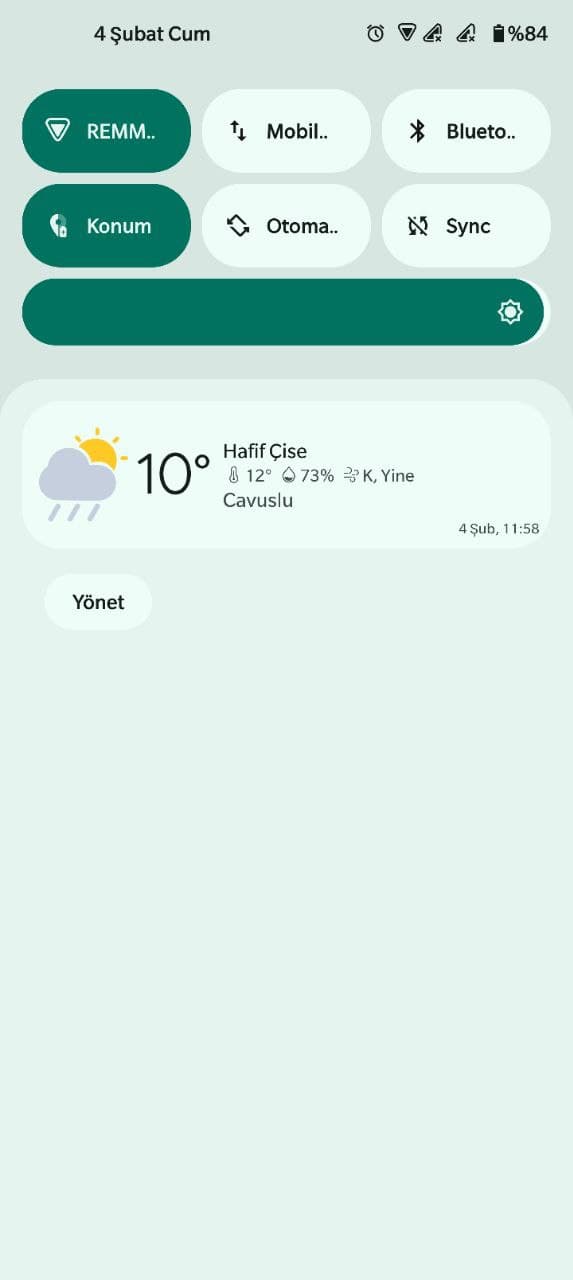 4 Şubat Cum %84
REMM.. Mobil.. Blueto..
Konum Otoma.. Sync
10° Hafif Çise
12° 73% K, Yine
Cavuslu
4 Şub, 11:58
Yönet